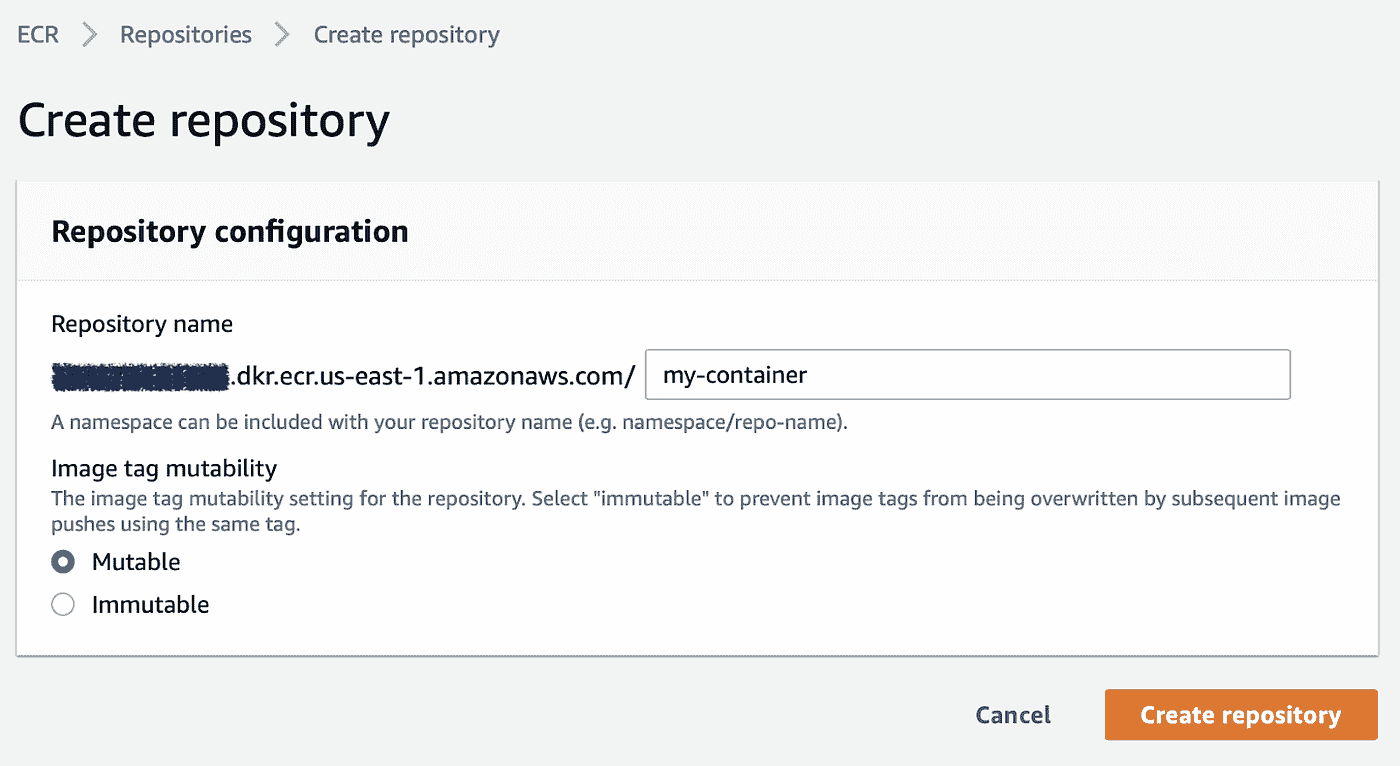 ECR > Repositories > Create repository
Create repository
Repository configuration
Repository name
.dkr.ecr.us-east-1.amazonaws.com/ my-container
A namespace can be included with your repository name (e.g. namespace/repo-name).
Image tag mutability
The image tag mutability setting for the repository. Select "immutable" to prevent image tags from being overwritten by subsequent image
pushes using the same tag.
Mutable
Immutable
Cancel Create repository